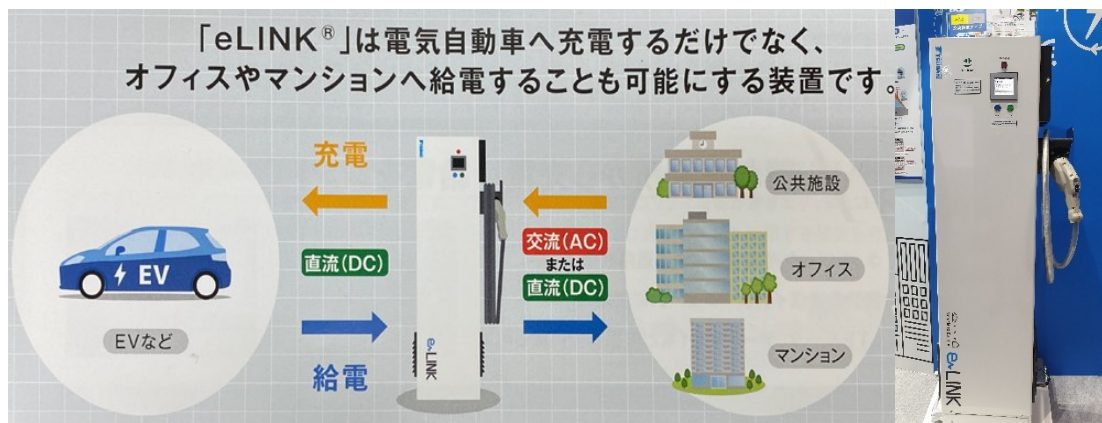 「eLINK®」は電気自動車へ充電するだけでなく、
オフィスやマンションへ給電することも可能にする装置です。
充電
直流(DC)
給電
EV
EVなど
eLINK
交流(AC)
または
直流(DC)
公共施設
オフィス
マンション
eLINK